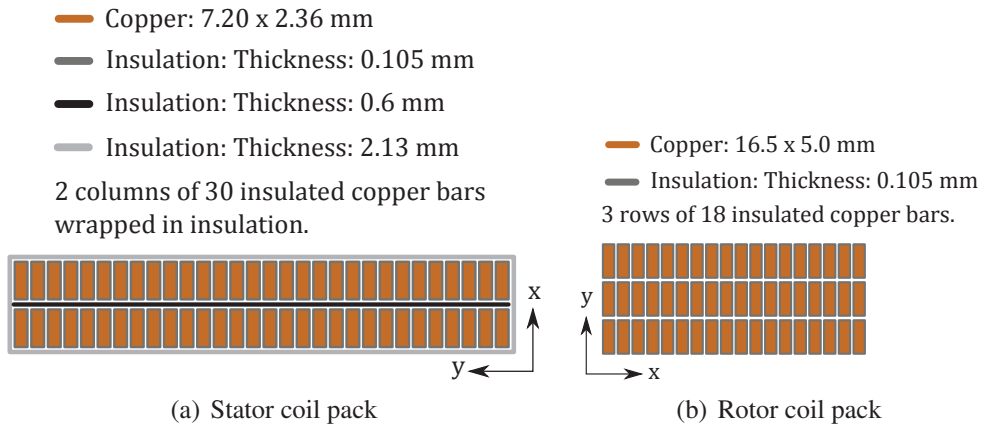 Copper: 7.20 x 2.36 mm
Insulation: Thickness: 0.105 mm
Insulation: Thickness: 0.6 mm
Insulation: Thickness: 2.13 mm
2 columns of 30 insulated copper bars
wrapped in insulation.
x
y
(a) Stator coil pack
Copper: 16.5 x 5.0 mm
Insulation: Thickness: 0.105 mm
3 rows of 18 insulated copper bars.
y
x
(b) Rotor coil pack